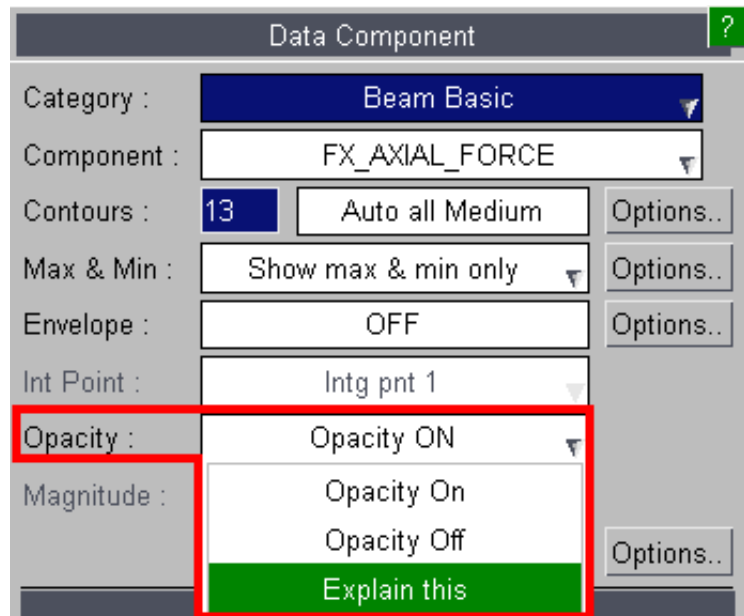 Data Component ?
Category : Beam Basic
Component : FX_AXIAL_FORCE
Contours : 13 Auto all Medium Options..
Max & Min : Show max & min only Options..
Envelope : OFF Options..
Int Point : Intg pnt 1
Opacity : Opacity ON
Magnitude : Opacity On
Opacity Off Options..
Explain this